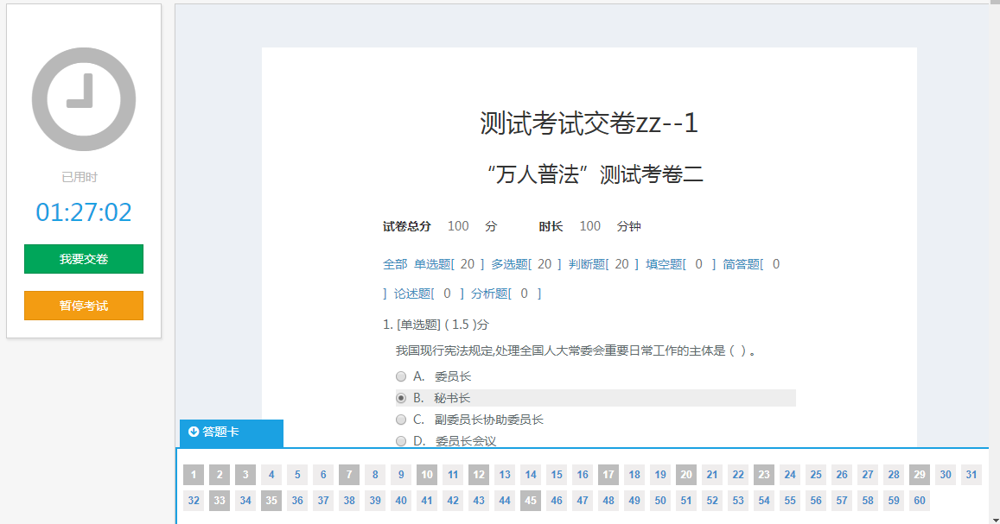 已用时
01:27:02
我要交卷
暂停考试
测试考试交卷zz--1
“万人普法”测试考卷二
试卷总分 100 分 时长 100 分钟
全部 单选题[ 20 ] 多选题[ 20 ] 判断题[ 20 ] 填空题[ 0 ] 简答题[ 0
] 论述题[ 0 ] 分析题[ 0 ]
1. [单选题] ( 1.5 )分
我国现行宪法规定,处理全国人大常委会重要日常工作的主体是 ( ) 。
A. 委员长
B. 秘书长
C. 副委员长协助委员长
D. 委员长会议
答题卡
1 2 3 4 5 6 7 8 9 10 11 12 13 14 15 16 17 18 19 20 21 22 23 24 25 26 27 28 29 30 31
32 33 34 35 36 37 38 39 40 41 42 43 44 45 46 47 48 49 50 51 52 53 54 55 56 57 58 59 60